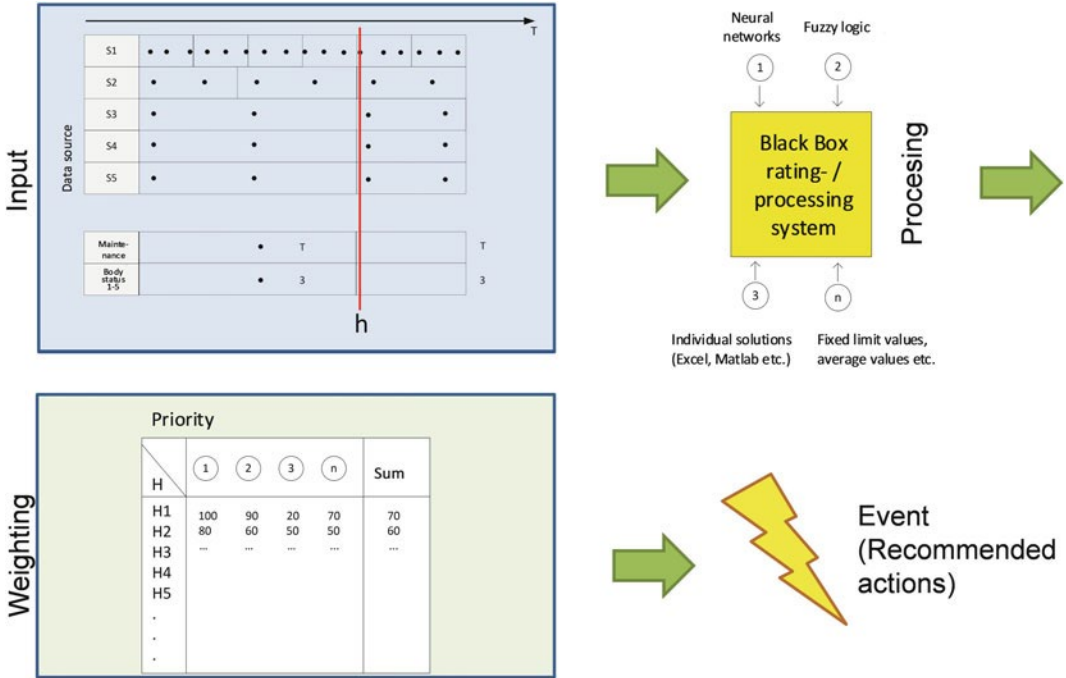 T
Input
Data source
S1
S2
S3
S4
S5
Mainte-
nance
T
T
Body
status
1-5
3
3
h
Neural
networks
Fuzzy logic
1
2
Black Box
rating- /
processing
system
Procesing
3
n
Individual solutions
(Excel, Matlab etc.)
Fixed limit values,
average values etc.
Weighting
Priority
H 1 2 3 n Sum
H1 100 90 20 70 70
H2 80 60 50 50 60
H3 ... ... ... ... ...
H4
H5
.
.
.
Event
(Recommended
actions)